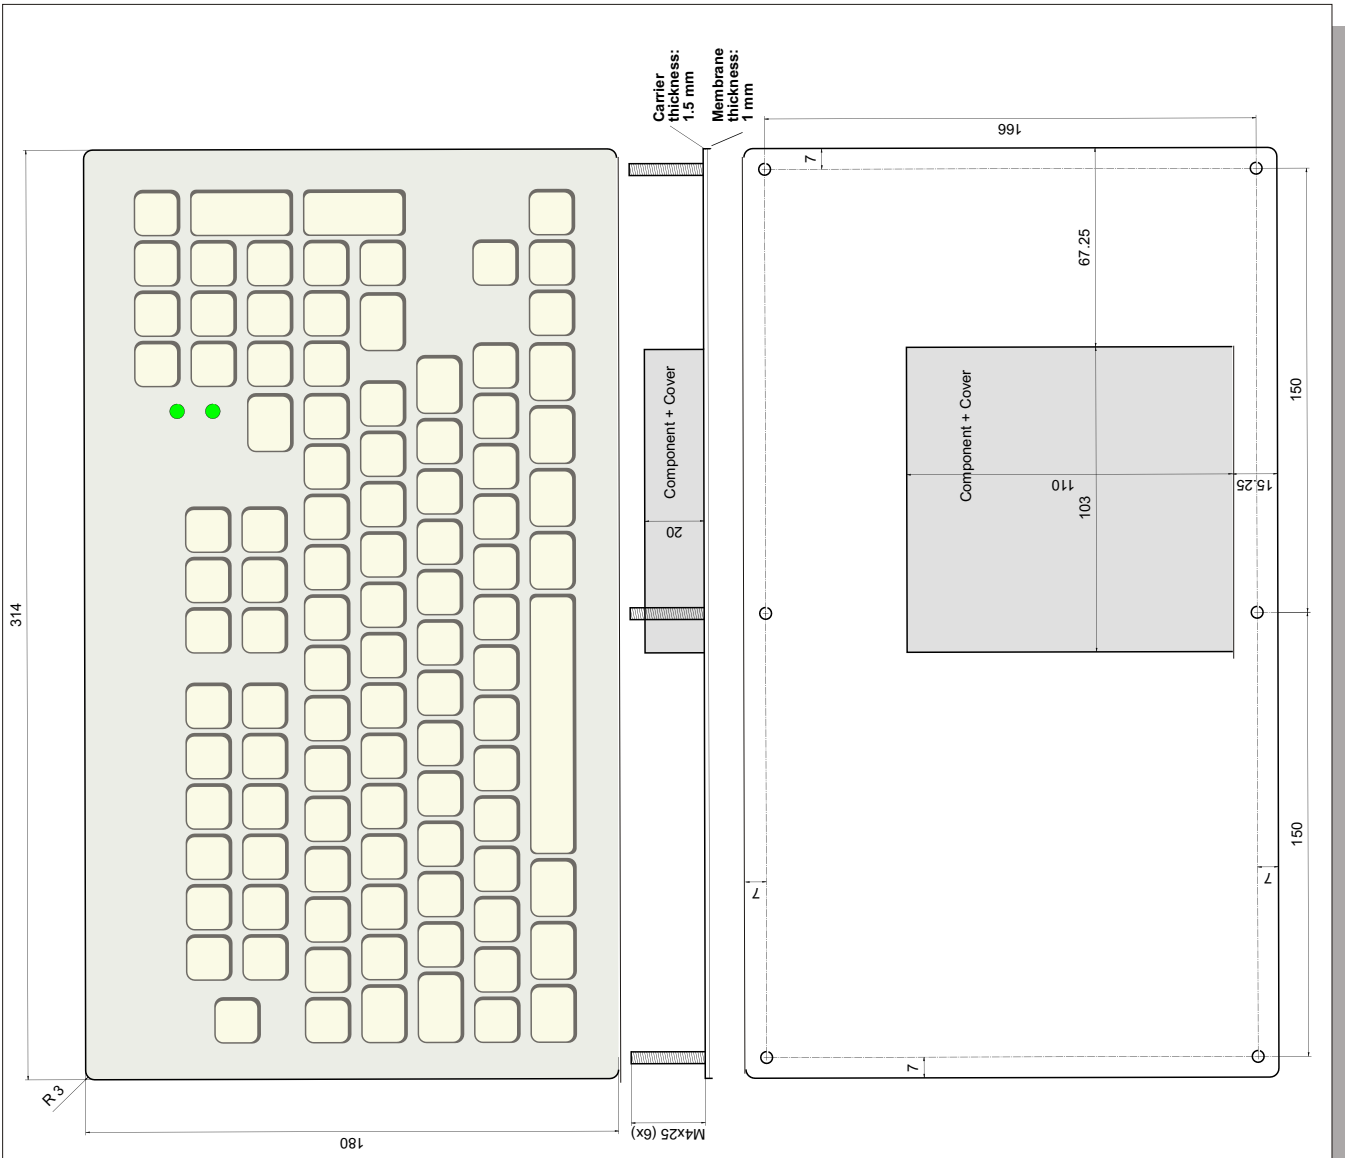 Carrier
thickness:
1.5 mm
Membrane
thickness:
1 mm
166
7
67.25
314
Component + Cover
20
Component + Cover
110
103
15.25
150
150
7
7
7
R 3
180
M4x25 (6x)